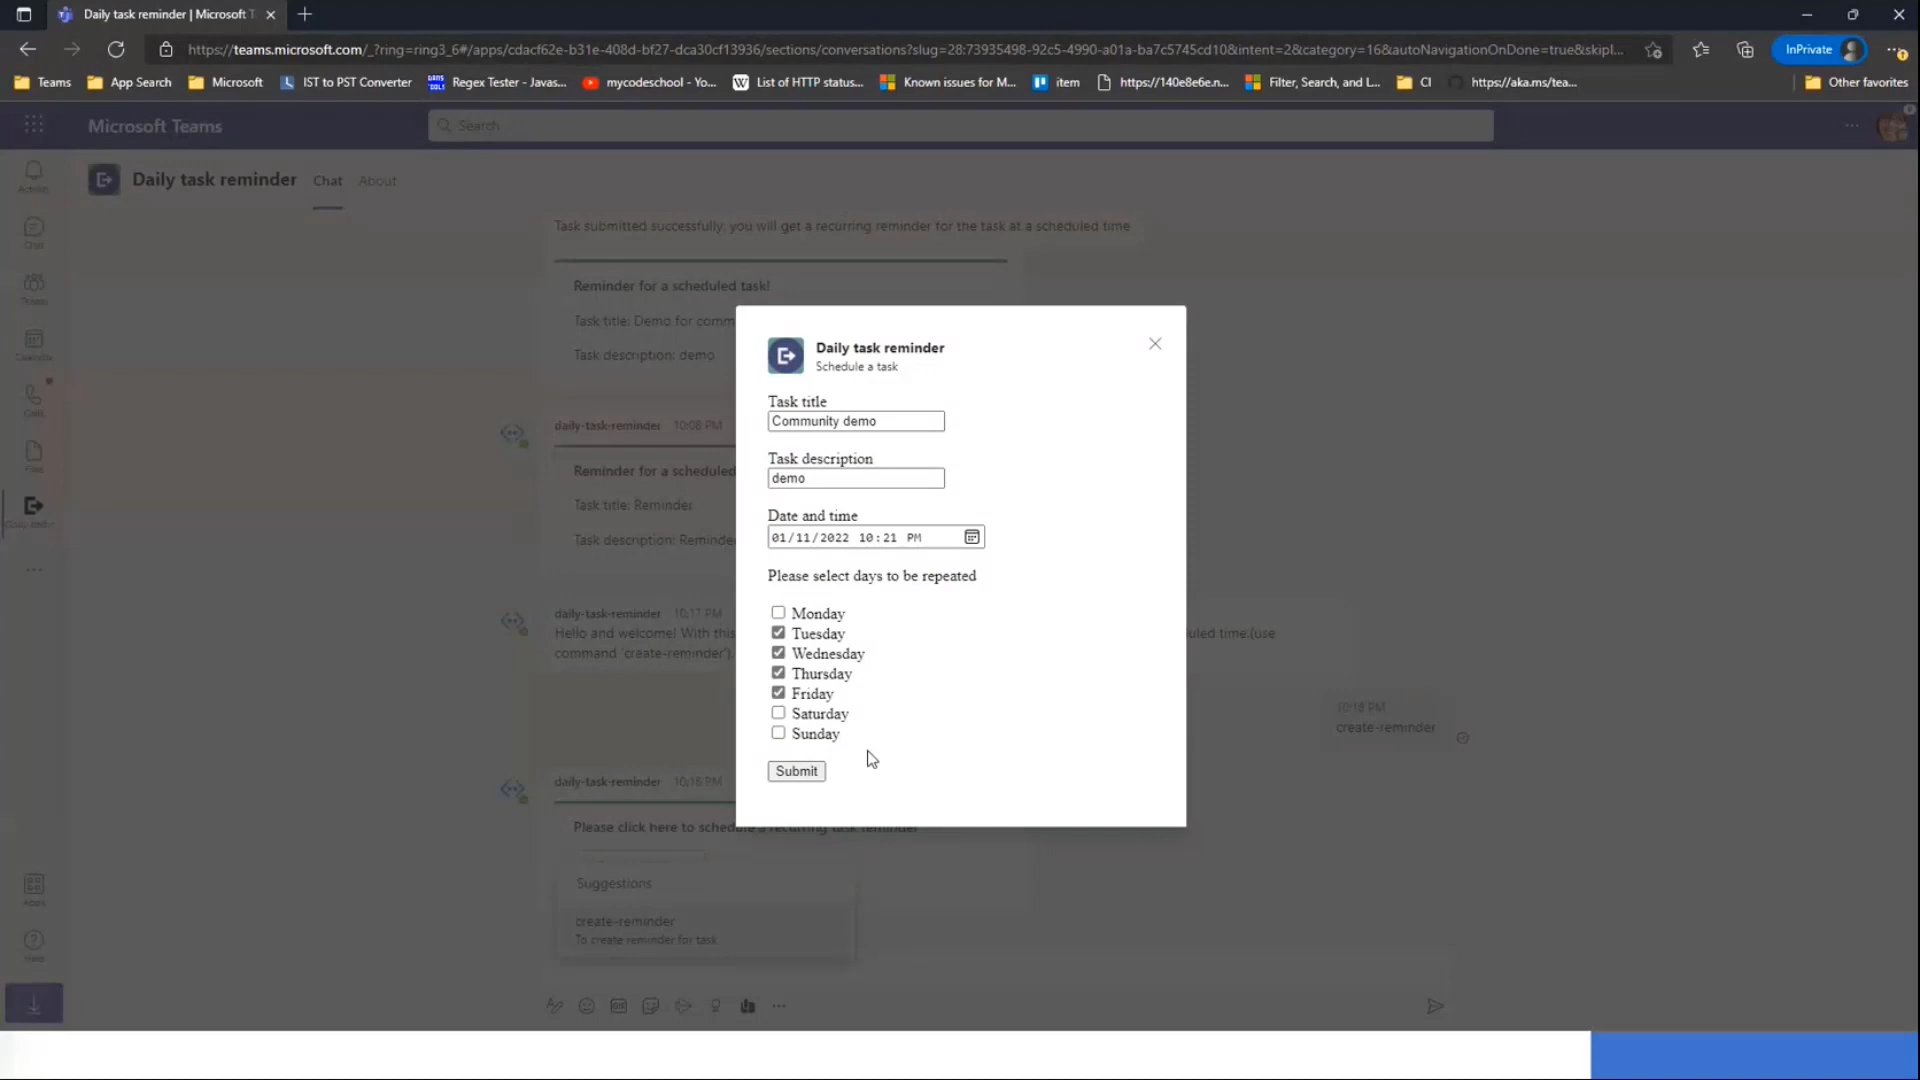 Daily task reminder | Microsoft T
https://teams.microsoft.com/_?ring=ring3_6#/apps/cdacf62e-b31e-408d-bf27-dca30cf13936/sections/conversations?slug=28:73935498-92c5-4990-a01a-ba7c5745cd10&intent=2&category=16&autoNavigationOnDone=true&skipl...
InPrivate
Teams
App Search
Microsoft
IST to PST Converter
Regex Tester - Javas...
mycodeschool - Yo...
List of HTTP status...
Known issues for M...
item
https://140e8e6e.n...
Filter, Search, and L...
CI
https://aka.ms/tea...
Other favorites
Microsoft Teams
Search
Activity
Chat
Teams
Calendar
Calls
Files
Apps
Help
Daily task reminder
Chat
About
Task submitted successfully, you will get a recurring reminder for the task at a scheduled time
Reminder for a scheduled task!
Task title: Demo for comm
Task description: demo
daily-task-reminder 10:08 PM
Reminder for a scheduled
Task title: Reminder
Task description: Reminde
daily-task-reminder 10:17 PM
Hello and welcome! With this
uled time.(use
command 'create-reminder').
10:18 PM
create-reminder
daily-task-reminder 10:18 PM
Please click here to schedule a recurring task reminder
Suggestions
create-reminder
To create reminder for task
Daily task reminder
Schedule a task
Task title
Community demo
Task description
demo
Date and time
01/11/2022 10:21 PM
Please select days to be repeated
Monday
Tuesday
Wednesday
Thursday
Friday
Saturday
Sunday
Submit